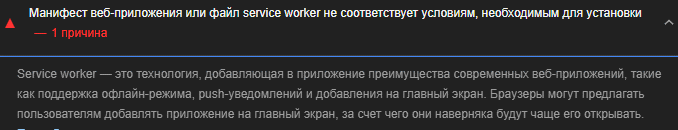 Манифест веб-приложения или файл service worker не соответствует условиям, необходимым для установки
— 1 причина
Service worker — это технология, добавляющая в приложение преимущества современных веб-приложений, такие
как поддержка офлайн-режима, push-уведомлений и добавления на главный экран. Браузеры могут предлагать
пользователям добавлять приложение на главный экран, за счет чего они наверняка будут чаще его открывать.